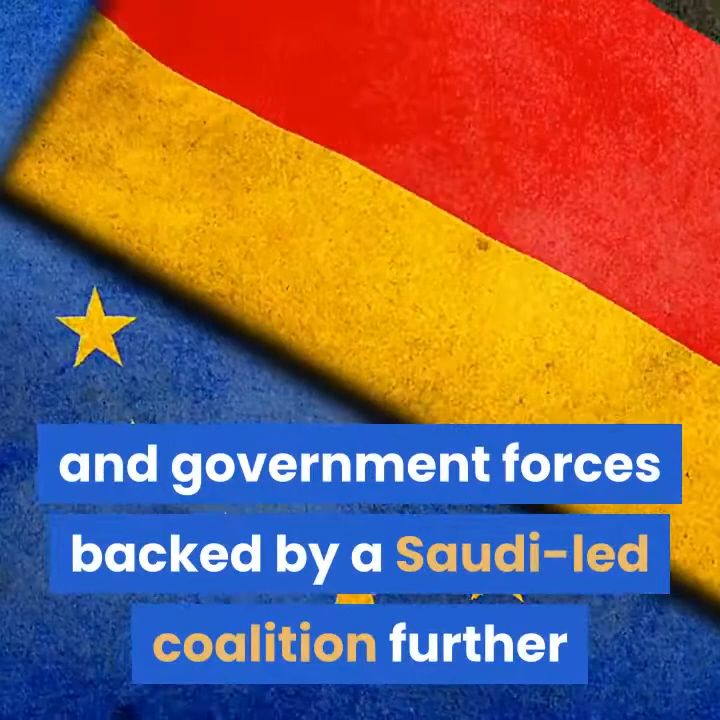 and government forces
backed by a Saudi-led
coalition further